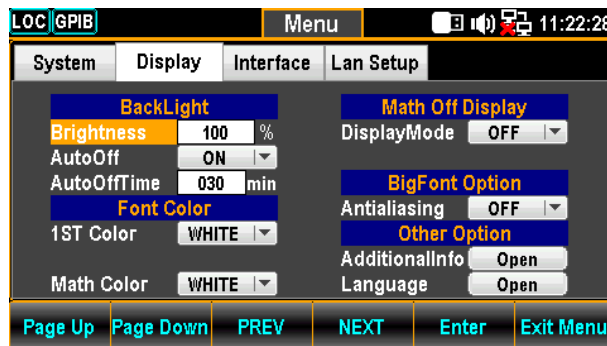 LOC GPIB Menu 11:22:28
System Display Interface Lan Setup
BackLight
Brightness 100 %
AutoOff ON
AutoOffTime 030 min
Font Color
1ST Color WHITE
Math Color WHITE
Math Off Display
DisplayMode OFF
BigFont Option
Antialiasing OFF
Other Option
AdditionalInfo Open
Language Open
Page Up Page Down PREV NEXT Enter Exit Menu